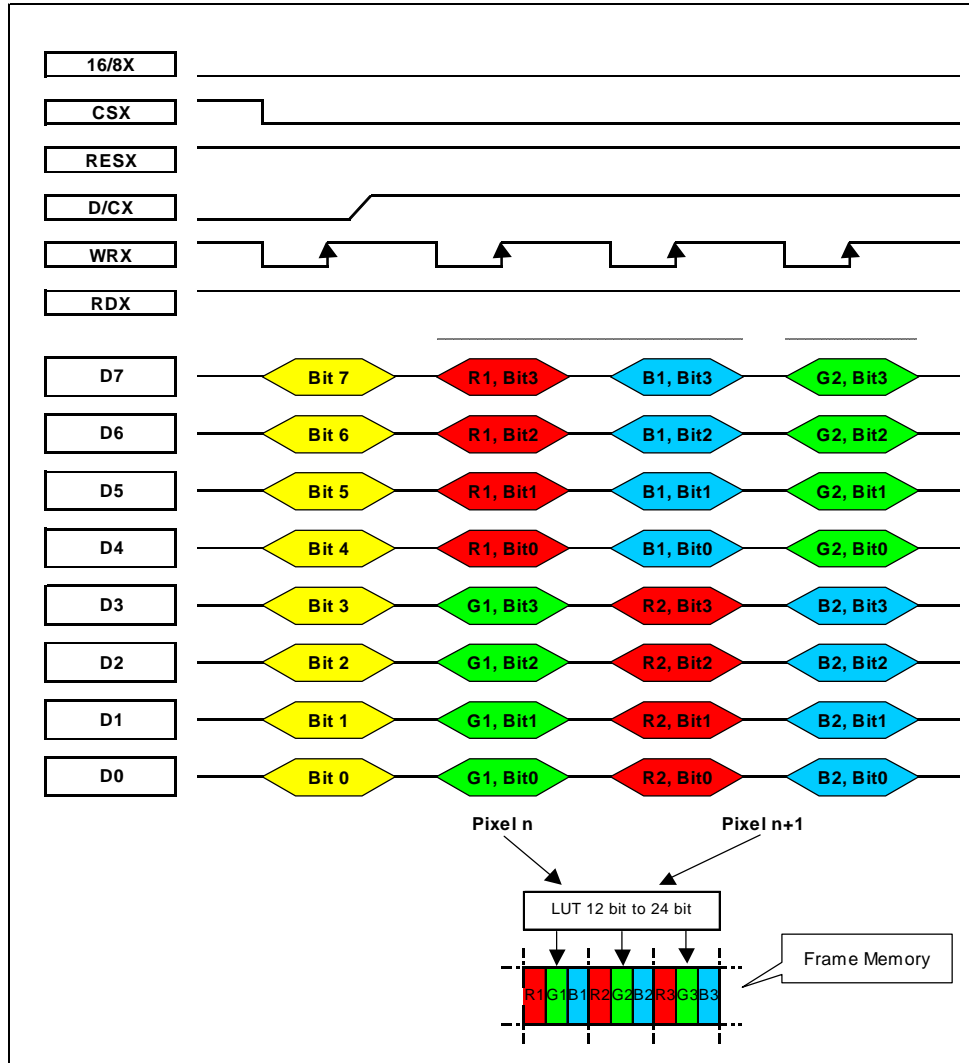 16/8X
CSX
RESX
D/CX
WRX
RDX
D7 Bit 7 R1, Bit3 B1, Bit3 G2, Bit3
D6 Bit 6 R1, Bit2 B1, Bit2 G2, Bit2
D5 Bit 5 R1, Bit1 B1, Bit1 G2, Bit1
D4 Bit 4 R1, Bit0 B1, Bit0 G2, Bit0
D3 Bit 3 G1, Bit3 R2, Bit3 B2, Bit3
D2 Bit 2 G1, Bit2 R2, Bit2 B2, Bit2
D1 Bit 1 G1, Bit1 R2, Bit1 B2, Bit1
D0 Bit 0 G1, Bit0 R2, Bit0 B2, Bit0
Pixel n Pixel n+1
LUT 12 bit to 24 bit
Frame Memory
R1 G1 B1 R2 G2 B2 R3 G3 B3